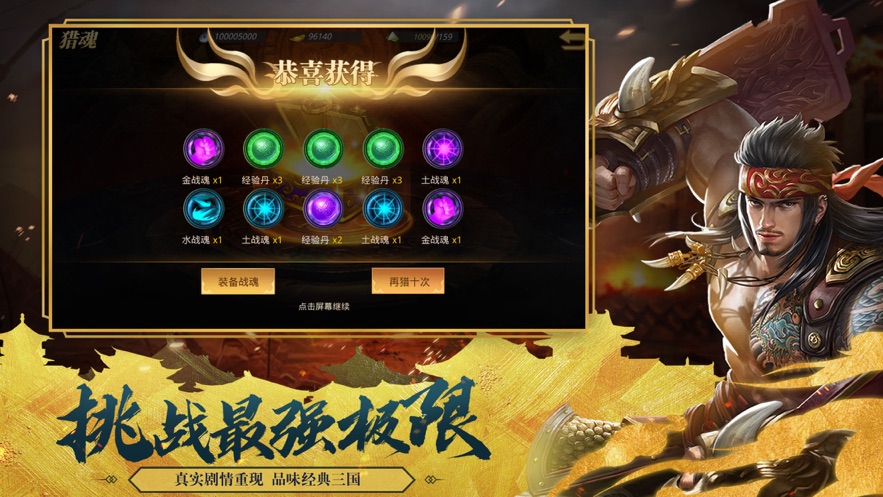 猎魂
100005000 96140
恭喜获得
金战魂 x1 经验丹 x3 经验丹 x3 经验丹 x3 土战魂 x1
水战魂 x1 土战魂 x1 经验丹 x2 土战魂 x1 金战魂 x1
装备战魂 再猎十次
点击屏幕继续
挑战最强极限
真实剧情重现 品味经典三国